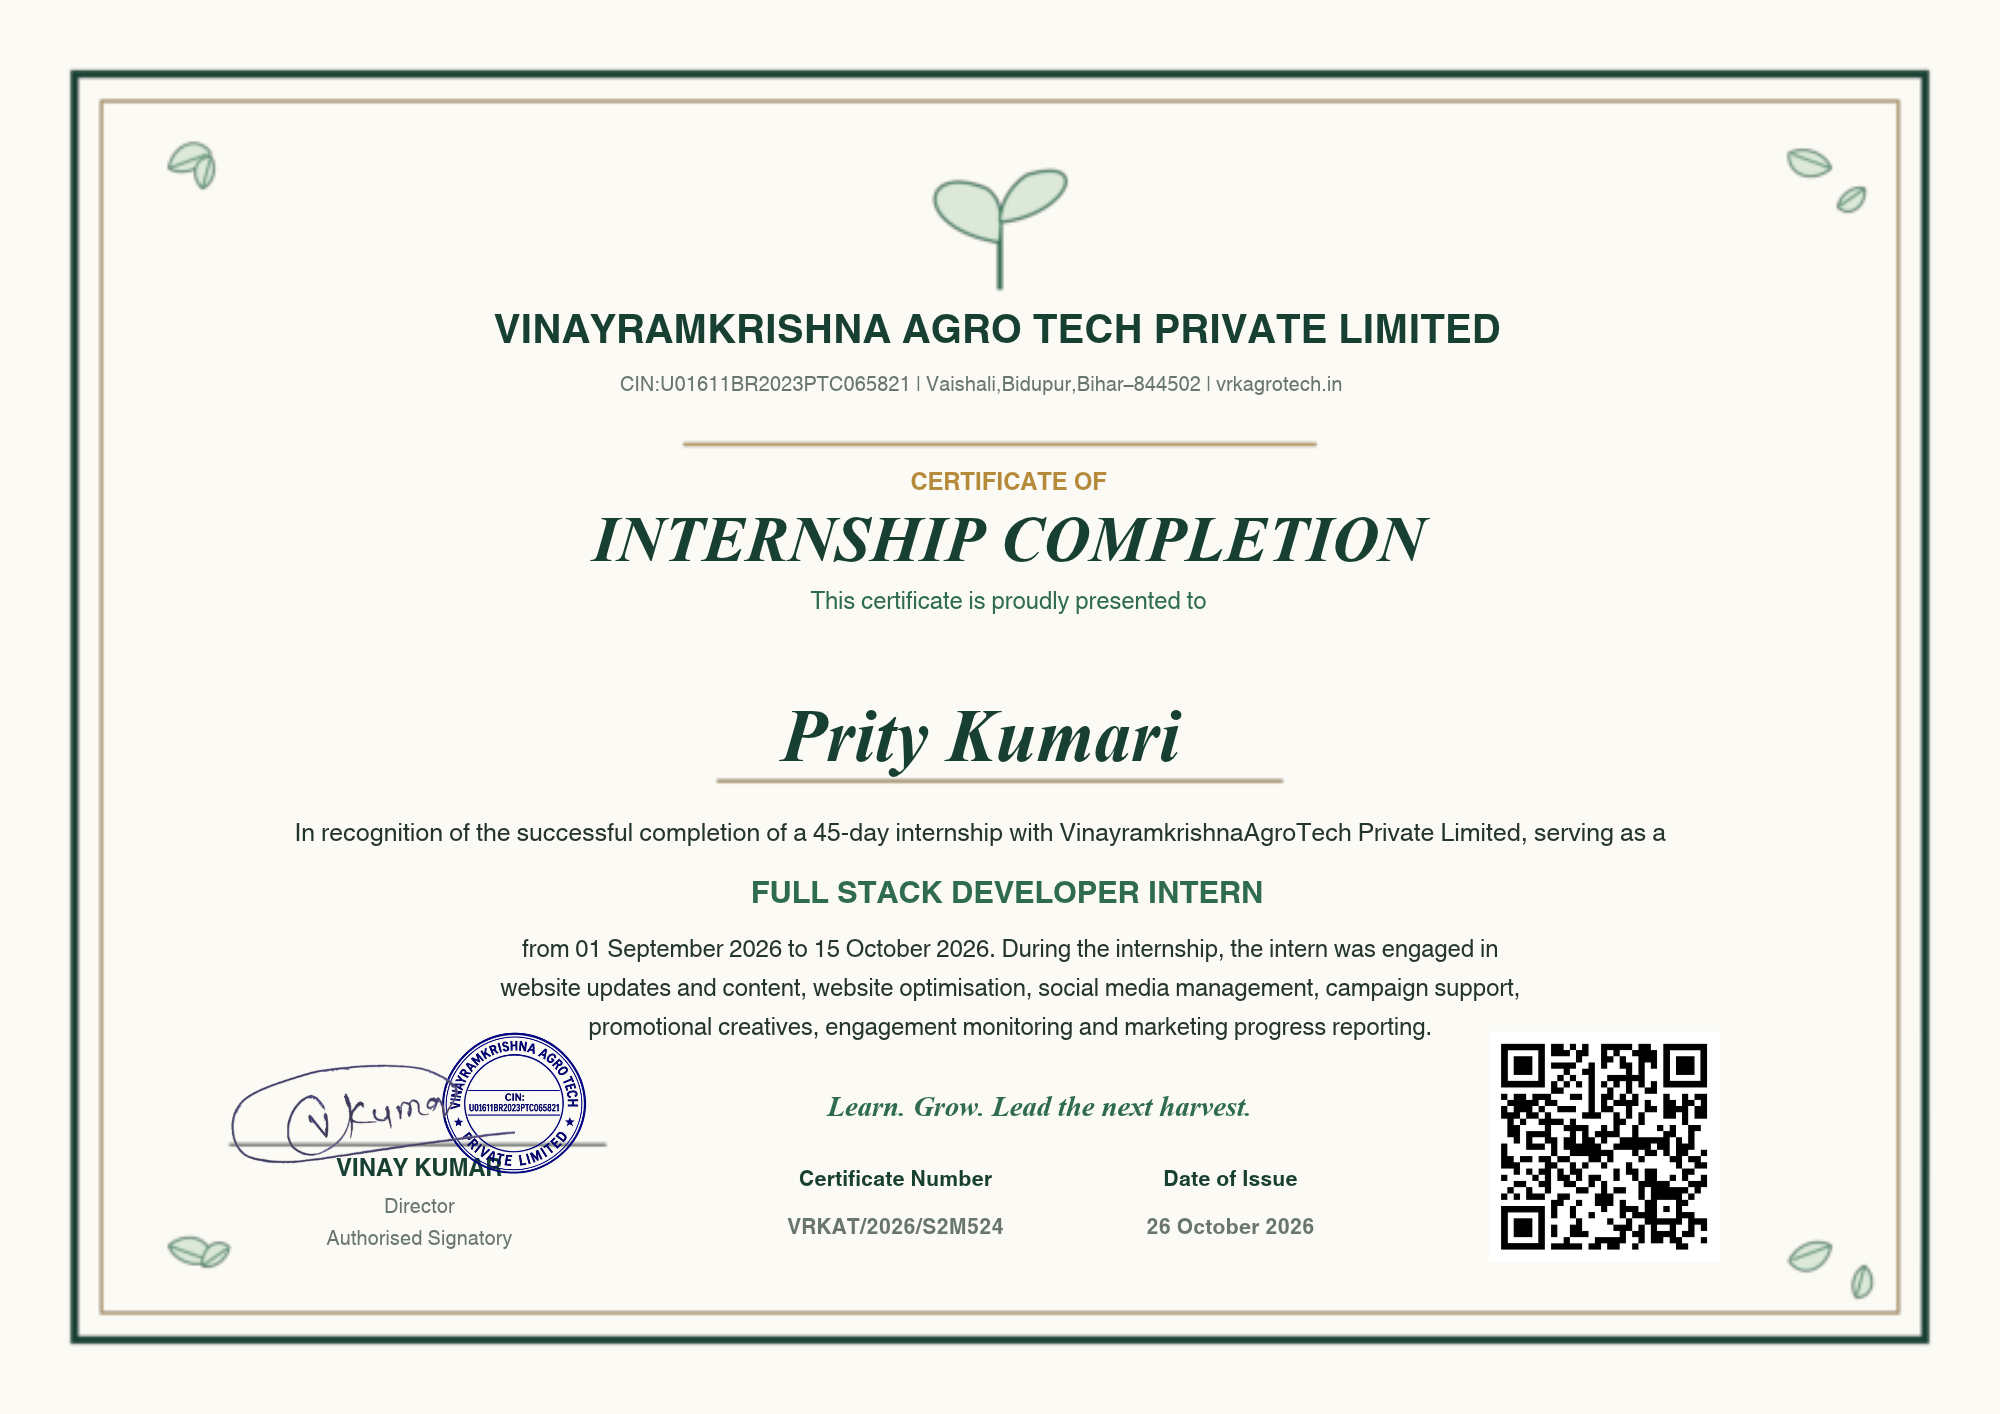 VINAYRAMKRISHNA AGRO TECH PRIVATE LIMITED
CIN:U01611BR2023PTC065821 | Vaishali,Bidupur,Bihar–844502 | vrkagrotech.in
CERTIFICATE OF
INTERNSHIP COMPLETION
This certificate is proudly presented to
Prity Kumari
In recognition of the successful completion of a 45-day internship with VinayramkrishnaAgroTech Private Limited, serving as a
FULL STACK DEVELOPER INTERN
from 01 September 2026 to 15 October 2026. During the internship, the intern was engaged in
website updates and content, website optimisation, social media management, campaign support,
promotional creatives, engagement monitoring and marketing progress reporting.
V Kumar
VINAYRAMKRISHNA AGRO TECH
CIN:
U01611BR2023PTC065821
★ PRIVATE LIMITED ★
VINAY KUMAR
Director
Authorised Signatory
Learn. Grow. Lead the next harvest.
Certificate Number
VRKAT/2026/S2M524
Date of Issue
26 October 2026